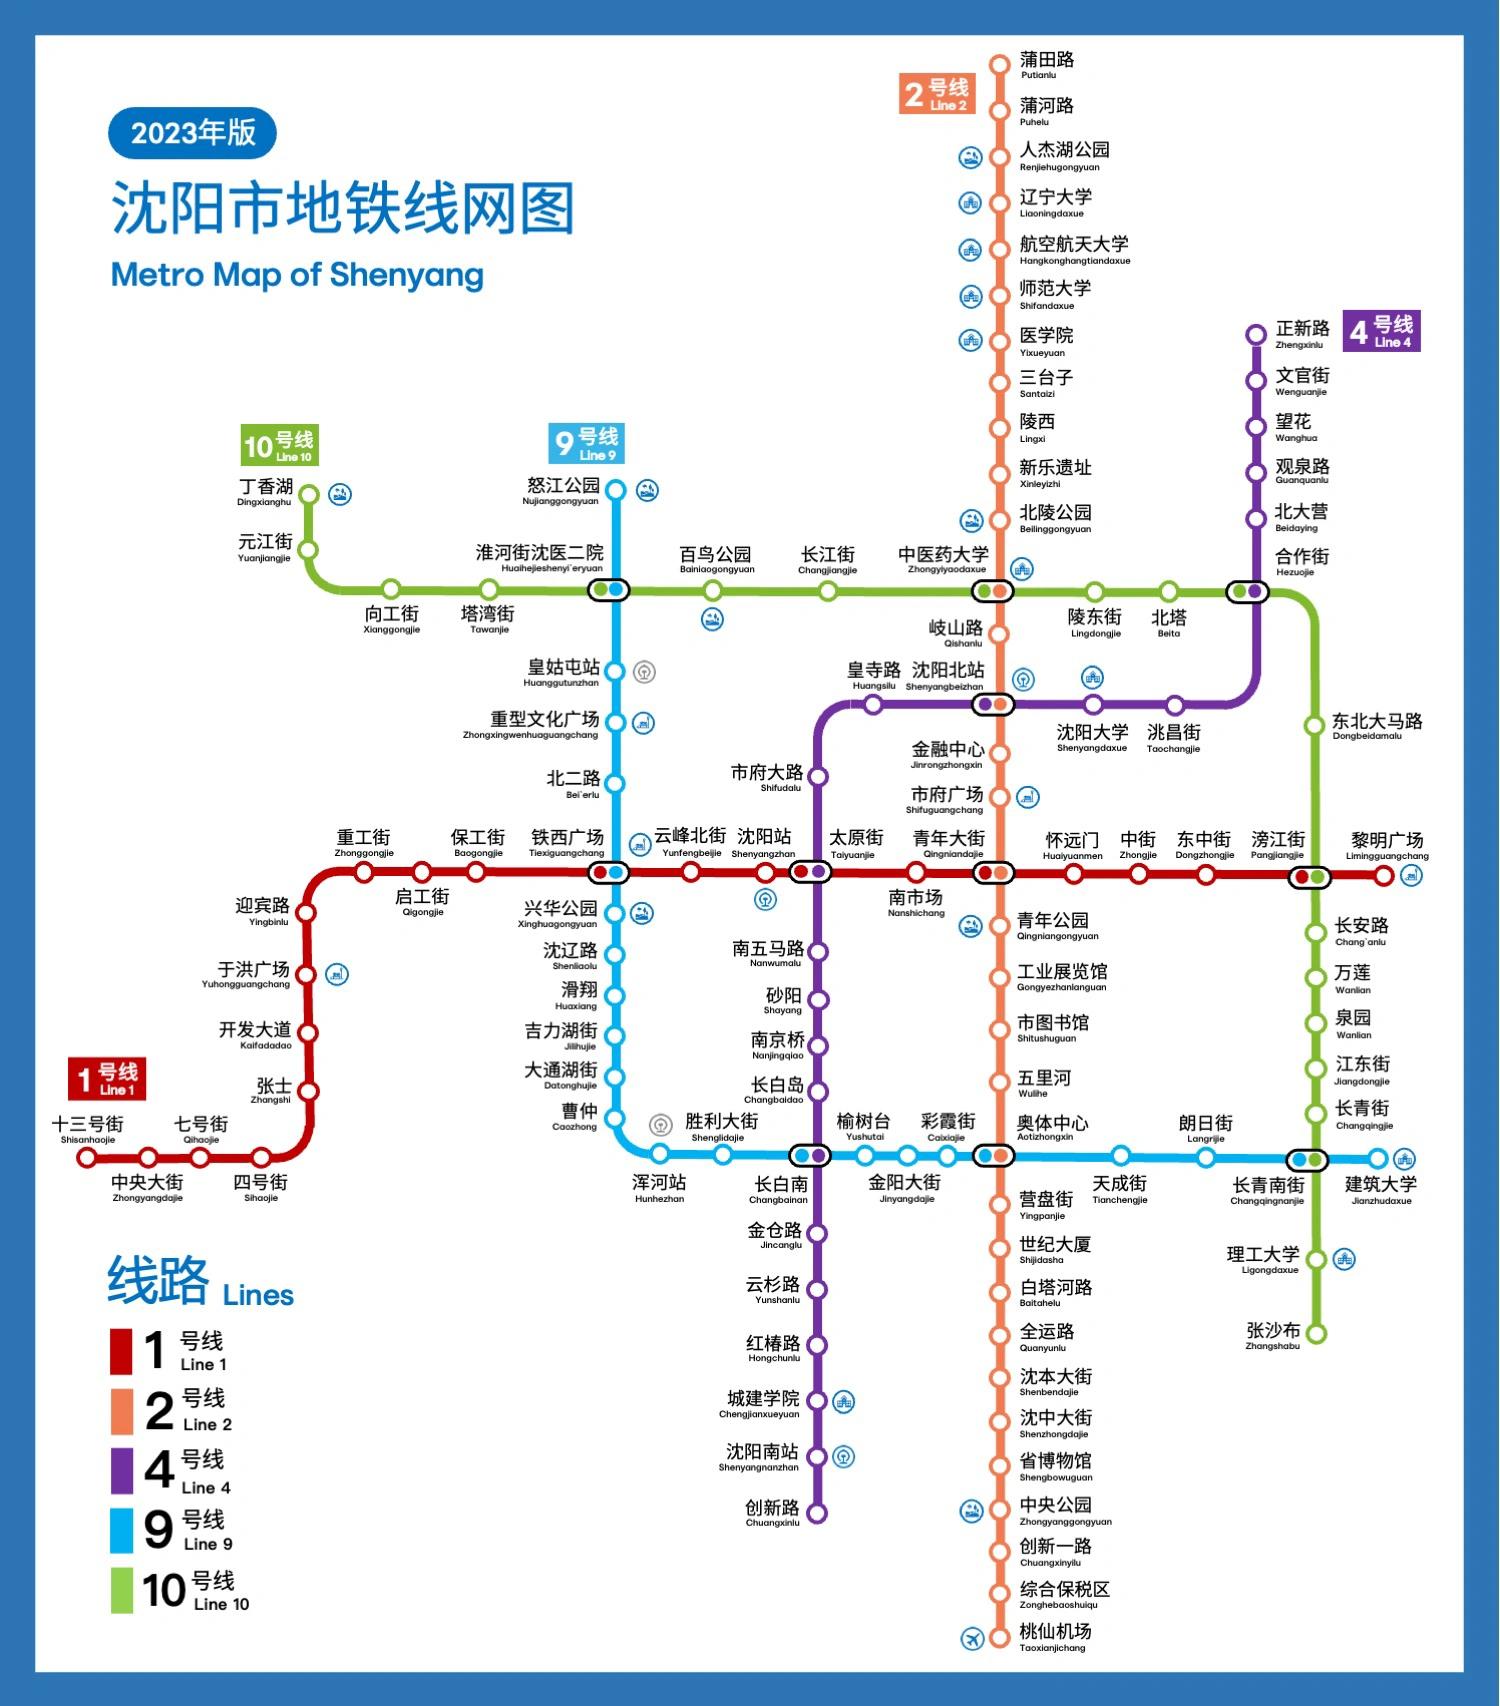 2023年版
沈阳市地铁线网图
Metro Map of Shenyang
2 号线
Line 2
蒲田路
Putianlu
蒲河路
Puhelu
人杰湖公园
Renjiehugongyuan
辽宁大学
Liaoningdaxue
航空航天大学
Hangkonghangtiandaxue
师范大学
Shifandaxue
医学院
Yixueyuan
三台子
Santaizi
陵西
Lingxi
新乐遗址
Xinleyizhi
北陵公园
Beilinggongyuan
4 号线
Line 4
正新路
Zhengxinlu
文官街
Wenguanjie
望花
Wanghua
观泉路
Guanquanlu
北大营
Beidaying
合作街
Hezuojie
10 号线
Line 10
丁香湖
Dingxianghu
元江街
Yuanjiangjie
向工街
Xianggongjie
塔湾街
Tawanjie
9 号线
Line 9
怒江公园
Nujianggongyuan
淮河街沈医二院
Huaihejieshenyi`eryuan
百鸟公园
Bainiaogongyuan
长江街
Changjiangjie
中医药大学
Zhongyiyaodaxue
陵东街
Lingdongjie
北塔
Beita
岐山路
Qishanlu
皇姑屯站
Huanggutunzhan
皇寺路
Huangsilu
沈阳北站
Shenyangbeizhan
重型文化广场
Zhongxingwenhuaguangchang
沈阳大学
Shenyangdaxue
洮昌街
Taochangjie
东北大马路
Dongbeidamalu
金融中心
Jinrongzhongxin
北二路
Bei`erlu
市府大路
Shifudalu
市府广场
Shifuguangchang
重工街
Zhonggongjie
保工街
Baogongjie
铁西广场
Tiexiguangchang
云峰北街
Yunfengbeijie
沈阳站
Shenyangzhan
太原街
Taiyuanjie
青年大街
Qingniandajie
怀远门
Huaiyuanmen
中街
Zhongjie
东中街
Dongzhongjie
滂江街
Pangjiangjie
黎明广场
Limingguangchang
启工街
Qigongjie
南市场
Nanshichang
迎宾路
Yingbinlu
于洪广场
Yuhongguangchang
开发大道
Kaifadadao
张士
Zhangshi
1 号线
Line 1
十三号街
Shisanhaojie
七号街
Qihaojie
中央大街
Zhongyangdajie
四号街
Sihaojie
兴华公园
Xinghuagongyuan
沈辽路
Shenliaolu
滑翔
Huaxiang
吉力湖街
Jilihujie
大通湖街
Datonghujie
曹仲
Caozhong
南五马路
Nanwumalu
砂阳
Shayang
南京桥
Nanjingqiao
长白岛
Changbaidao
青年公园
Qingniangongyuan
工业展览馆
Gongyezhanlanguan
市图书馆
Shitushuguan
五里河
Wulihe
奥体中心
Aotizhongxin
长安路
Chang`anlu
万莲
Wanlian
泉园
Wanlian
江东街
Jiangdongjie
长青街
Changqingjie
胜利大街
Shenglidajie
榆树台
Yushutai
彩霞街
Caixiajie
朗日街
Langrijie
浑河站
Hunhezhan
长白南
Changbainan
金阳大街
Jinyangdajie
天成街
Tianchengjie
长青南街
Changqingnanjie
建筑大学
Jianzhudaxue
金仓路
Jincanglu
云杉路
Yunshanlu
红椿路
Hongchunlu
城建学院
Chengjianxueyuan
沈阳南站
Shenyangnanzhan
创新路
Chuangxinlu
营盘街
Yingpanjie
世纪大厦
Shijidasha
白塔河路
Baitahelu
全运路
Quanyunlu
沈本大街
Shenbendajie
沈中大街
Shenzhongdajie
省博物馆
Shengbowuguan
中央公园
Zhongyanggongyuan
创新一路
Chuangxinyilu
综合保税区
Zonghebaoshuiqu
桃仙机场
Taoxianjichang
理工大学
Ligongdaxue
张沙布
Zhangshabu
线路 Lines
1 号线
Line 1
2 号线
Line 2
4 号线
Line 4
9 号线
Line 9
10 号线
Line 10